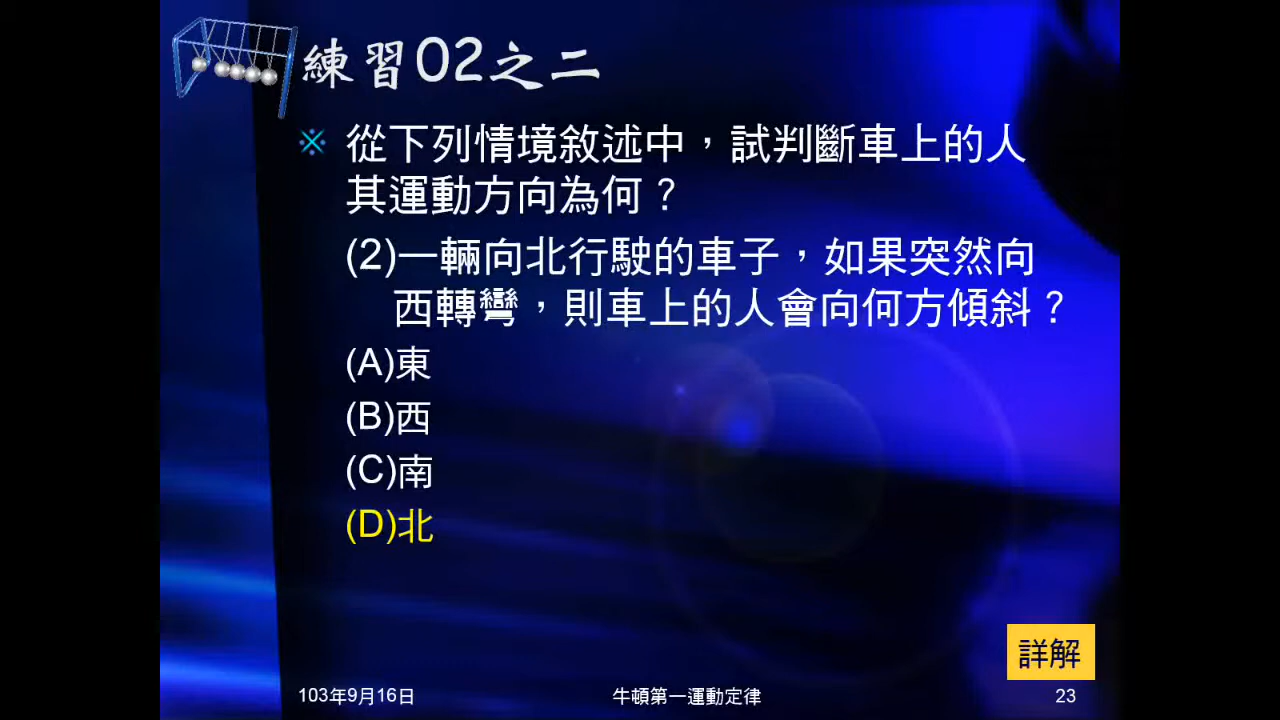 練習02之二
※ 從下列情境敘述中，試判斷車上的人
其運動方向為何？
(2)一輛向北行駛的車子，如果突然向
西轉彎，則車上的人會向何方傾斜？
(A)東
(B)西
(C)南
(D)北
詳解
103年9月16日 牛頓第一運動定律 23